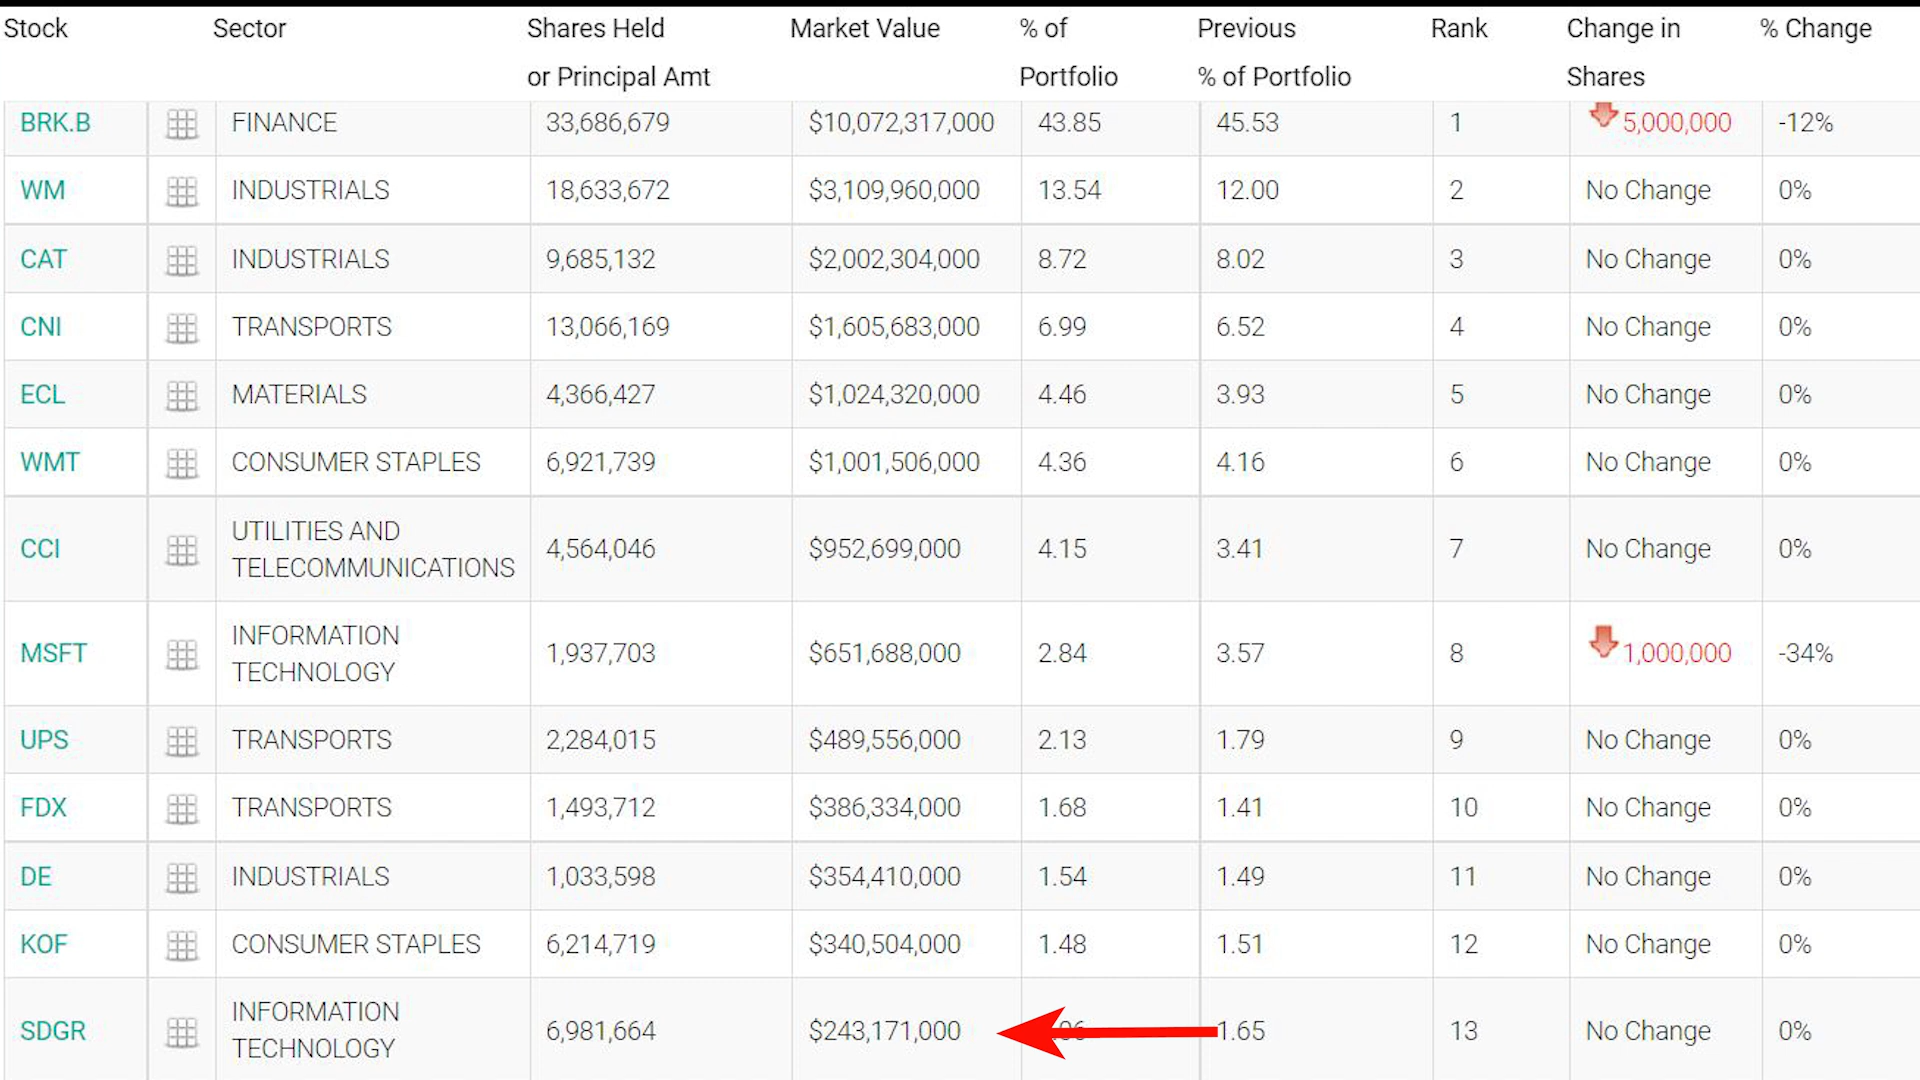 Stock Sector Shares Held Market Value % of Previous Rank Change in % Change
or Principal Amt Portfolio % of Portfolio Shares
BRK.B FINANCE 33,686,679 $10,072,317,000 43.85 45.53 1 5,000,000 -12%
WM INDUSTRIALS 18,633,672 $3,109,960,000 13.54 12.00 2 No Change 0%
CAT INDUSTRIALS 9,685,132 $2,002,304,000 8.72 8.02 3 No Change 0%
CNI TRANSPORTS 13,066,169 $1,605,683,000 6.99 6.52 4 No Change 0%
ECL MATERIALS 4,366,427 $1,024,320,000 4.46 3.93 5 No Change 0%
WMT CONSUMER STAPLES 6,921,739 $1,001,506,000 4.36 4.16 6 No Change 0%
UTILITIES AND
CCI TELECOMMUNICATIONS 4,564,046 $952,699,000 4.15 3.41 7 No Change 0%
INFORMATION
MSFT TECHNOLOGY 1,937,703 $651,688,000 2.84 3.57 8 1,000,000 -34%
UPS TRANSPORTS 2,284,015 $489,556,000 2.13 1.79 9 No Change 0%
FDX TRANSPORTS 1,493,712 $386,334,000 1.68 1.41 10 No Change 0%
DE INDUSTRIALS 1,033,598 $354,410,000 1.54 1.49 11 No Change 0%
KOF CONSUMER STAPLES 6,214,719 $340,504,000 1.48 1.51 12 No Change 0%
INFORMATION
SDGR TECHNOLOGY 6,981,664 $243,171,000 1.65 13 No Change 0%